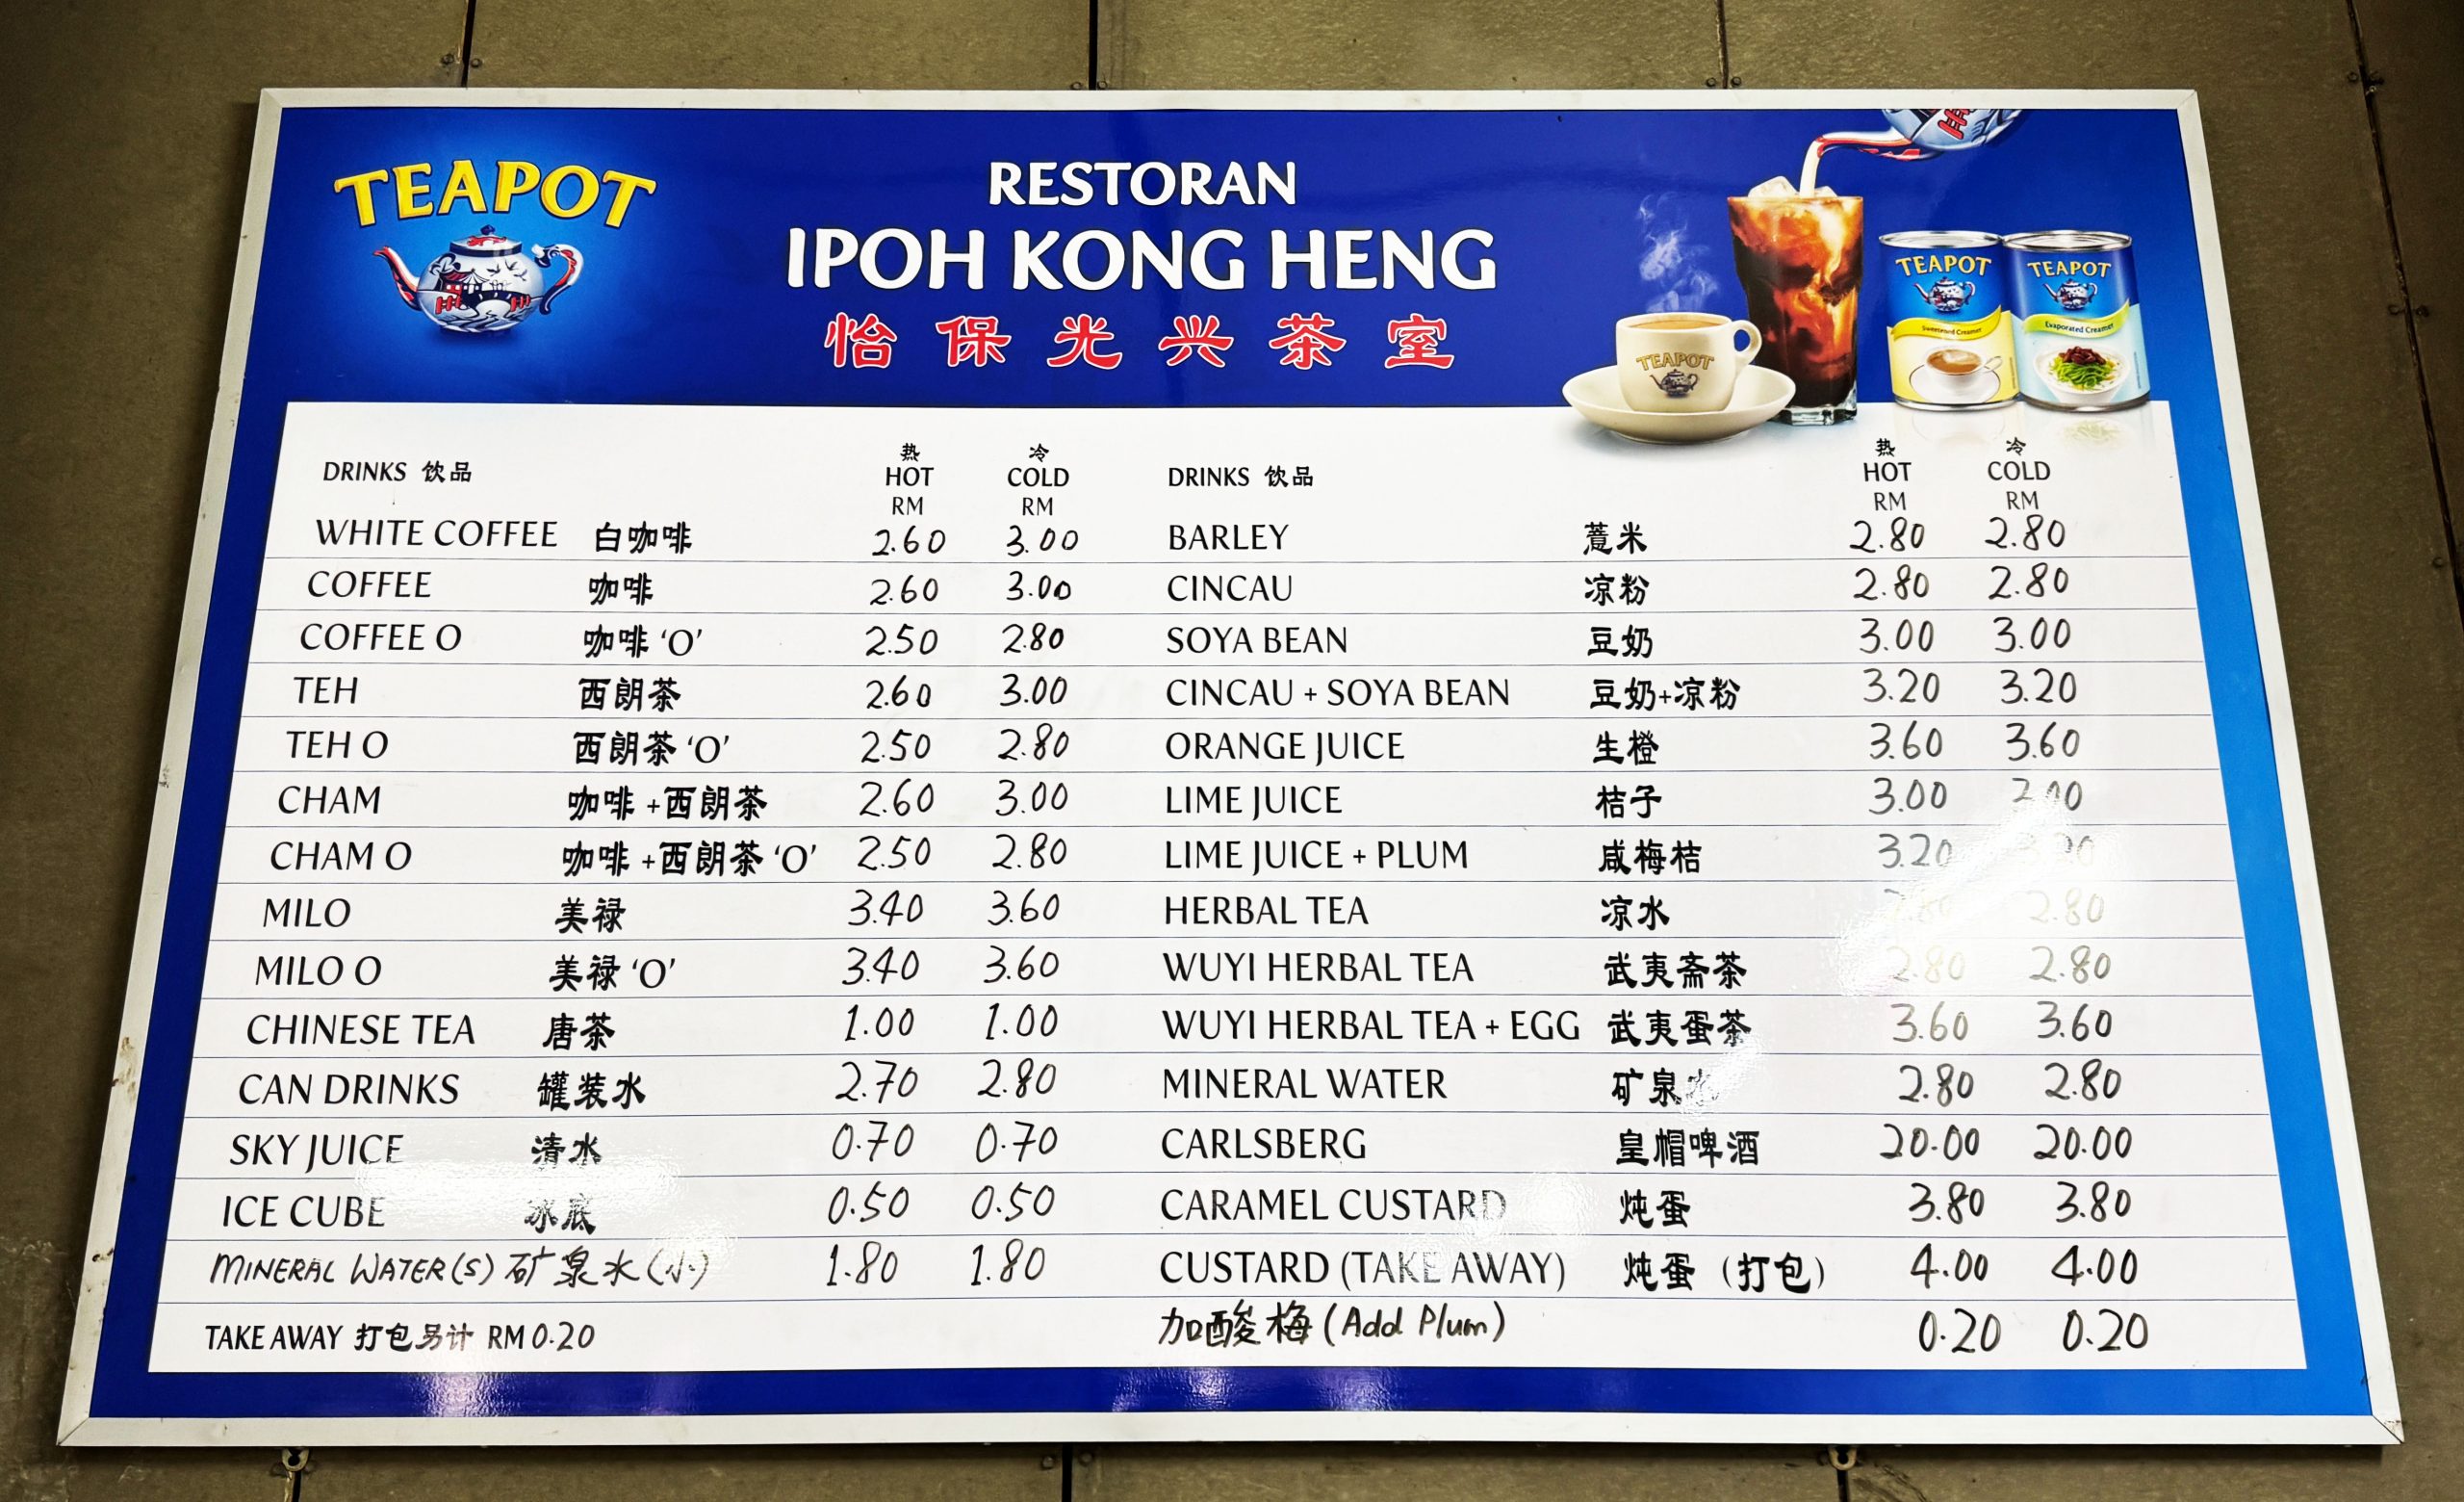 TEAPOT
RESTORAN
IPOH KONG HENG
怡保光兴茶室
TEAPOT
TEAPOT
Sweetened Creamer
TEAPOT
Evaporated Creamer
DRINKS 饮品 热 HOT RM 冷 COLD RM
WHITE COFFEE 白咖啡 2.60 3.00
COFFEE 咖啡 2.60 3.00
COFFEE O 咖啡 ‘O’ 2.50 2.80
TEH 西朗茶 2.60 3.00
TEH O 西朗茶 ‘O’ 2.50 2.80
CHAM 咖啡 +西朗茶 2.60 3.00
CHAM O 咖啡 +西朗茶 ‘O’ 2.50 2.80
MILO 美禄 3.40 3.60
MILO O 美禄 ‘O’ 3.40 3.60
CHINESE TEA 唐茶 1.00 1.00
CAN DRINKS 罐装水 2.70 2.80
SKY JUICE 清水 0.70 0.70
ICE CUBE 冰底 0.50 0.50
MINERAL WATER(S) 矿泉水(小) 1.80 1.80
TAKE AWAY 打包另计 RM 0.20
DRINKS 饮品 热 HOT RM 冷 COLD RM
BARLEY 薏米 2.80 2.80
CINCAU 凉粉 2.80 2.80
SOYA BEAN 豆奶 3.00 3.00
CINCAU + SOYA BEAN 豆奶+凉粉 3.20 3.20
ORANGE JUICE 生橙 3.60 3.60
LIME JUICE 桔子 3.00
LIME JUICE + PLUM 咸梅桔 3.20
HERBAL TEA 凉水 2.80
WUYI HERBAL TEA 武夷斋茶 2.80 2.80
WUYI HERBAL TEA + EGG 武夷蛋茶 3.60 3.60
MINERAL WATER 矿泉水 2.80 2.80
CARLSBERG 皇帽啤酒 20.00 20.00
CARAMEL CUSTARD 炖蛋 3.80 3.80
CUSTARD (TAKE AWAY) 炖蛋（打包） 4.00 4.00
加酸梅 (Add Plum) 0.20 0.20